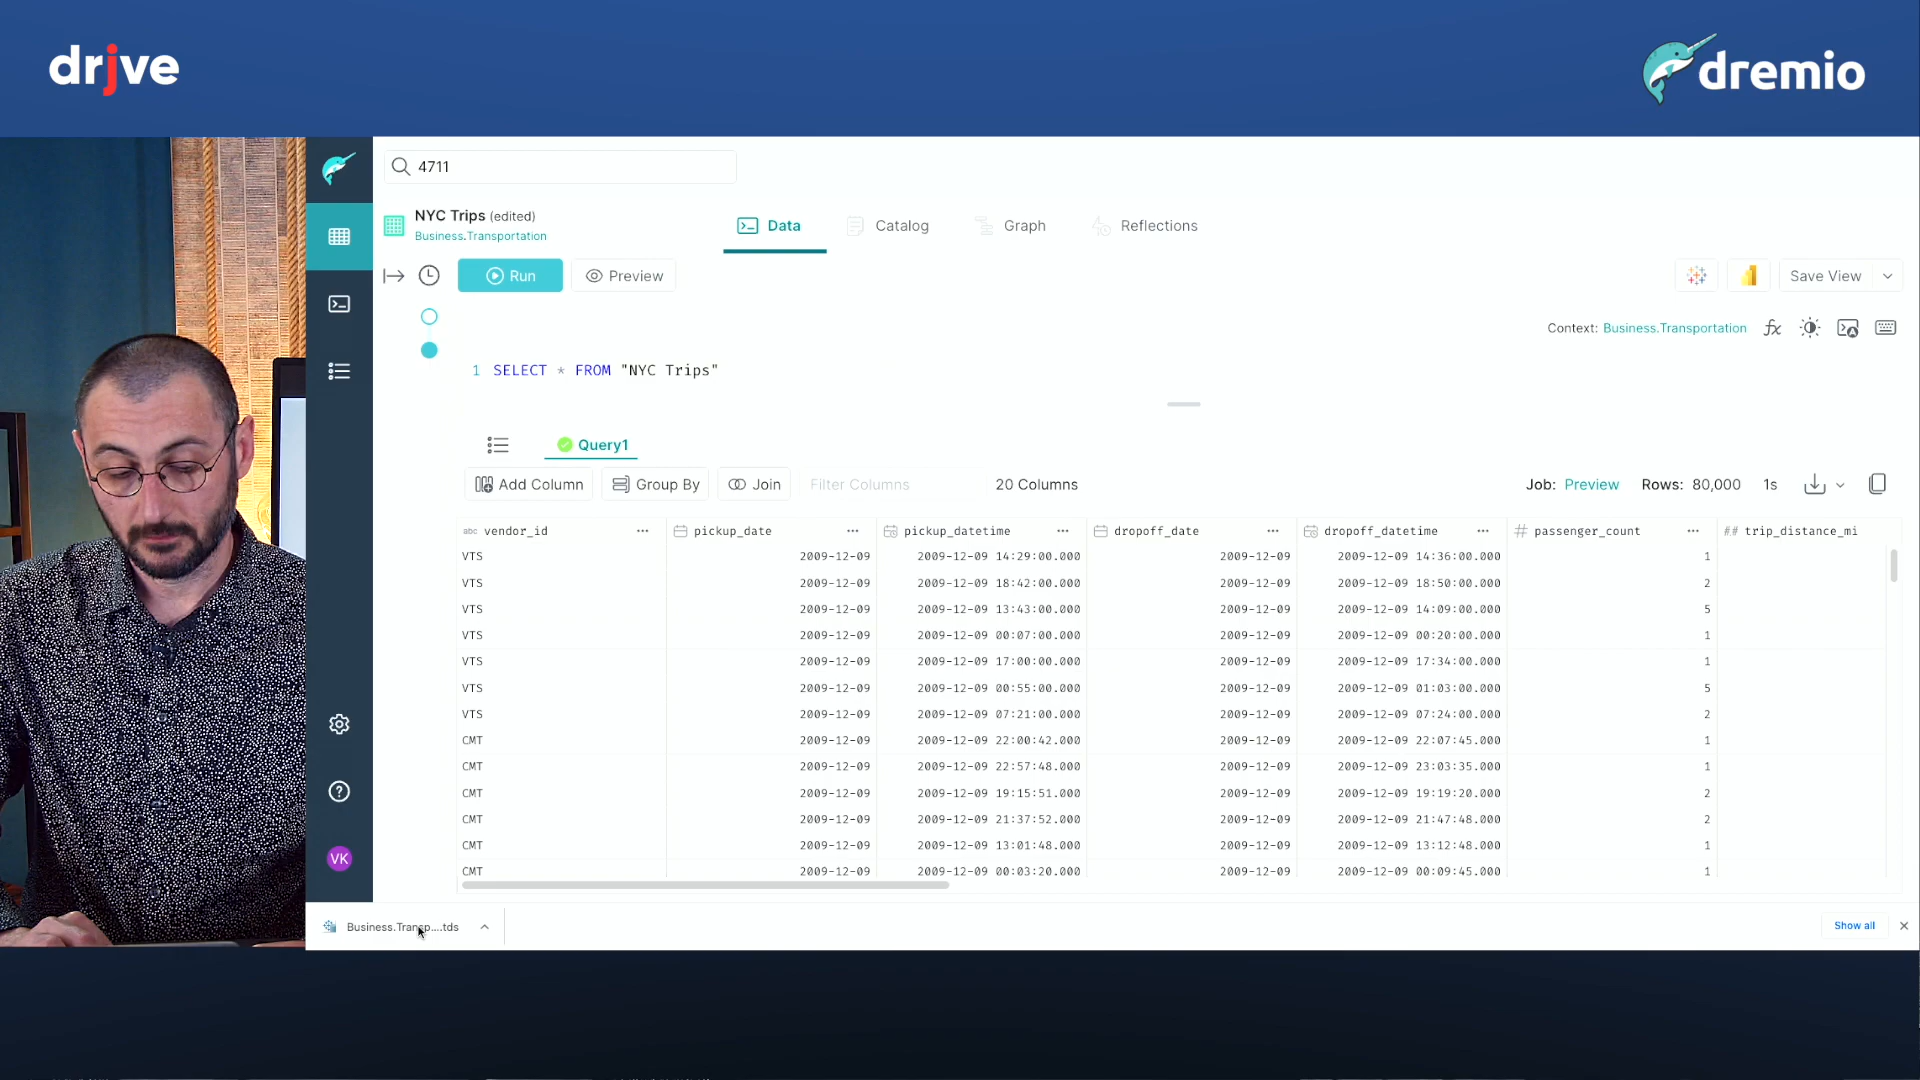 drjve
dremio
4711
NYC Trips (edited)
Business.Transportation
Data
Catalog
Graph
Reflections
Run
Preview
Save View
Context: Business.Transportation
fx
1 SELECT * FROM "NYC Trips"
Query1
Add Column
Group By
Join
Filter Columns
20 Columns
Job: Preview Rows: 80,000 1s
abc vendor_id ... pickup_date ... pickup_datetime ... dropoff_date ... dropoff_datetime ... # passenger_count ... ## trip_distance_mi
VTS 2009-12-09 2009-12-09 14:29:00.000 2009-12-09 2009-12-09 14:36:00.000 1
VTS 2009-12-09 2009-12-09 18:42:00.000 2009-12-09 2009-12-09 18:50:00.000 2
VTS 2009-12-09 2009-12-09 13:43:00.000 2009-12-09 2009-12-09 14:09:00.000 5
VTS 2009-12-09 2009-12-09 00:07:00.000 2009-12-09 2009-12-09 00:20:00.000 1
VTS 2009-12-09 2009-12-09 17:00:00.000 2009-12-09 2009-12-09 17:34:00.000 1
VTS 2009-12-09 2009-12-09 00:55:00.000 2009-12-09 2009-12-09 01:03:00.000 5
VTS 2009-12-09 2009-12-09 07:21:00.000 2009-12-09 2009-12-09 07:24:00.000 2
CMT 2009-12-09 2009-12-09 22:00:42.000 2009-12-09 2009-12-09 22:07:45.000 1
CMT 2009-12-09 2009-12-09 22:57:48.000 2009-12-09 2009-12-09 23:03:35.000 1
CMT 2009-12-09 2009-12-09 19:15:51.000 2009-12-09 2009-12-09 19:19:20.000 2
CMT 2009-12-09 2009-12-09 21:37:52.000 2009-12-09 2009-12-09 21:47:48.000 2
CMT 2009-12-09 2009-12-09 13:01:48.000 2009-12-09 2009-12-09 13:12:48.000 1
CMT 2009-12-09 2009-12-09 00:03:20.000 2009-12-09 2009-12-09 00:09:45.000 1
VK
Business.Transp....tds
Show all